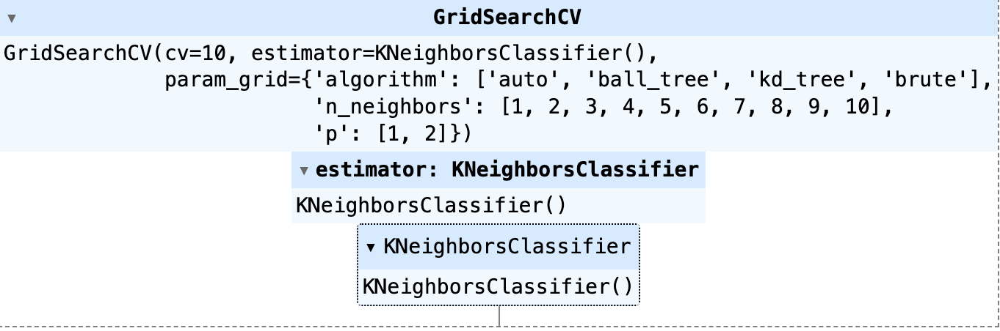 GridSearchCV
GridSearchCV(cv=10, estimator=KNeighborsClassifier(),
             param_grid={'algorithm': ['auto', 'ball_tree', 'kd_tree', 'brute'],
                         'n_neighbors': [1, 2, 3, 4, 5, 6, 7, 8, 9, 10],
                         'p': [1, 2]})
estimator: KNeighborsClassifier
KNeighborsClassifier()
KNeighborsClassifier
KNeighborsClassifier()